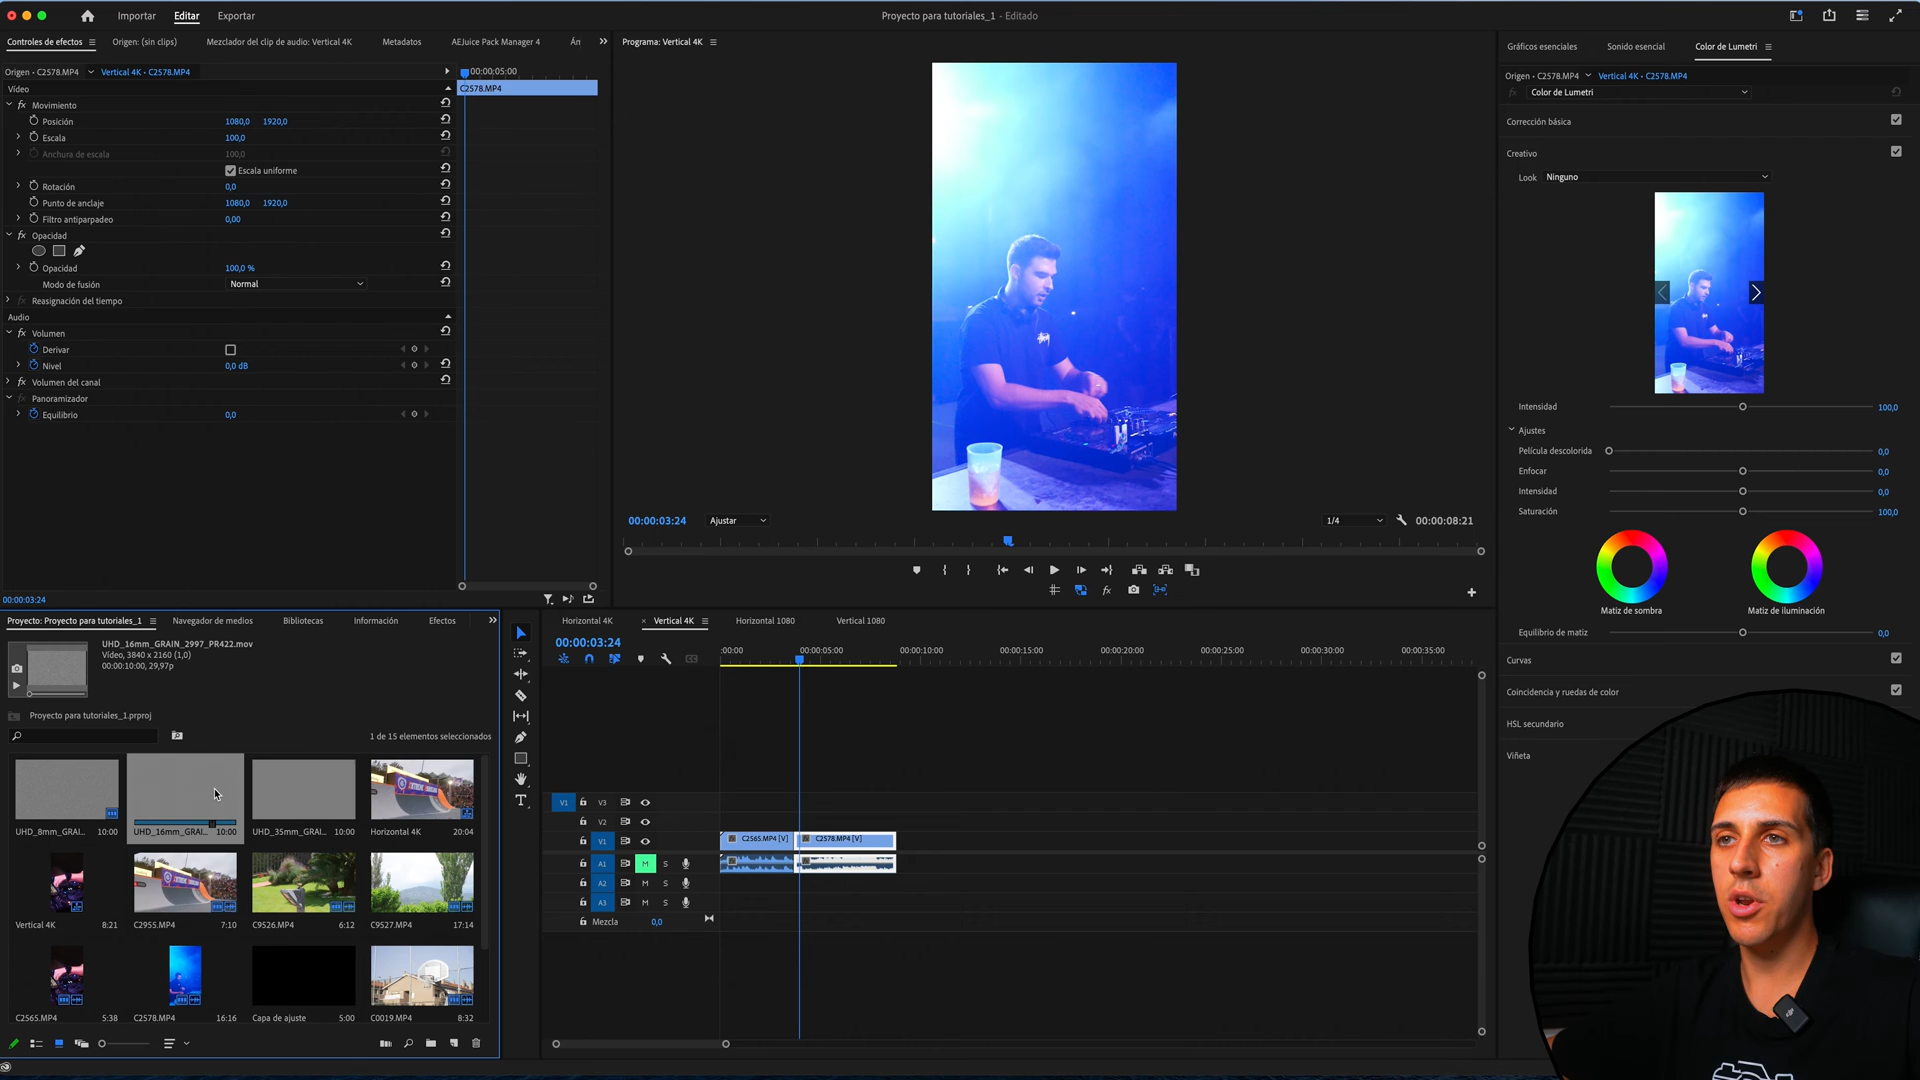 Importar Editar Exportar Proyecto para tutoriales_1 - Editado
Controles de efectos Origen: (sin clips) Mezclador del clip de audio: Vertical 4K Metadatos AEJuice Pack Manager 4
Origen • C2578.MP4 Vertical 4K • C2578.MP4
00:00:05:00
C2578.MP4
Vídeo
fx Movimiento
Posición 1080,0 1920,0
Escala 100,0
Anchura de escala 100,0
Escala uniforme
Rotación 0,0
Punto de anclaje 1080,0 1920,0
Filtro antiparpadeo 0,00
fx Opacidad
Opacidad 100,0 %
Modo de fusión Normal
fx Reasignación del tiempo
Audio
fx Volumen
Derivar
Nivel 0,0 dB
fx Volumen del canal
fx Panoramizador
Equilibrio 0,0
00:00:03:24
Programa: Vertical 4K
00:00:03:24 Ajustar 1/4 00:00:08:21
fx
Gráficos esenciales Sonido esencial Color de Lumetri
Origen • C2578.MP4 Vertical 4K • C2578.MP4
fx Color de Lumetri
Corrección básica
Creativo
Look Ninguno
Intensidad 100,0
Ajustes
Película descolorida 0,0
Enfocar 0,0
Intensidad 0,0
Saturación 100,0
Matiz de sombra Matiz de iluminación
Equilibrio de matiz 0,0
Curvas
Coincidencia y ruedas de color
HSL secundario
Viñeta
Proyecto: Proyecto para tutoriales_1 Navegador de medios Bibliotecas Información Efectos
UHD_16mm_GRAIN_2997_PR422.mov
Vídeo, 3840 x 2160 (1,0)
00:00:10:00, 29,97p
Proyecto para tutoriales_1.prproj
1 de 15 elementos seleccionados
UHD_8mm_GRAI... 10:00 UHD_16mm_GRAI... 10:00 UHD_35mm_GRAI... 10:00 Horizontal 4K 20:04
Vertical 4K 8:21 C2955.MP4 7:10 C9526.MP4 6:12 C9527.MP4 17:14
C2565.MP4 5:38 C2578.MP4 16:16 Capa de ajuste 5:00 C0019.MP4 8:32
T
Horizontal 4K × Vertical 4K Horizontal 1080 Vertical 1080
00:00:03:24
:00:00 00:00:05:00 00:00:10:00 00:00:15:00 00:00:20:00 00:00:25:00 00:00:30:00 00:00:35:00
V1 V3
V2
V1 C2565.MP4 [V] C2578.MP4 [V]
A1 M S
A2 M S
A3 M S
Mezcla 0,0